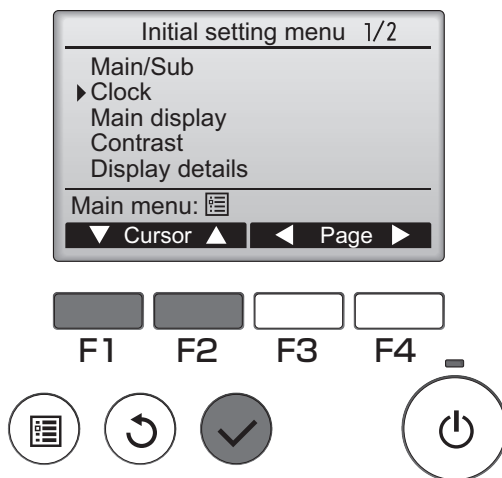 Initial setting menu 1/2
Main/Sub
Clock
Main display
Contrast
Display details
Main menu:
Cursor Page
F1 F2 F3 F4